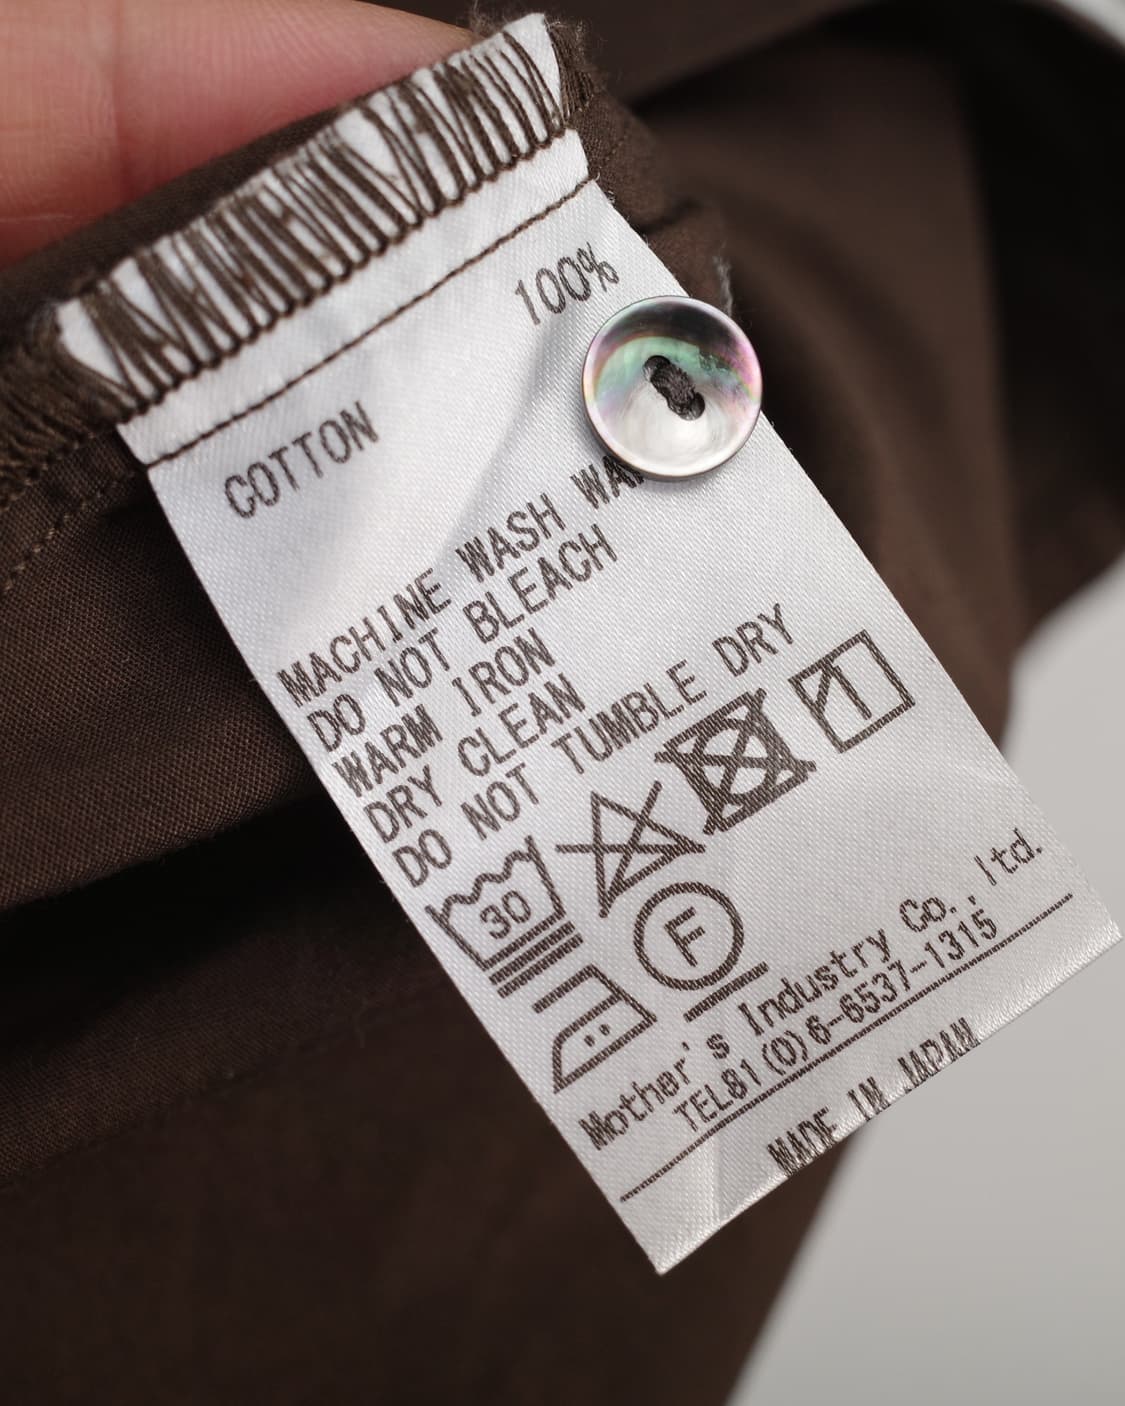 COTTON 100%
MACHINE WASH
DO NOT BLEACH
WARM IRON
DRY CLEAN
DO NOT TUMBLE DRY
30
F
Mother's Industry Co., ltd.
TEL81(0)6-6537-1315
MADE IN JAPAN